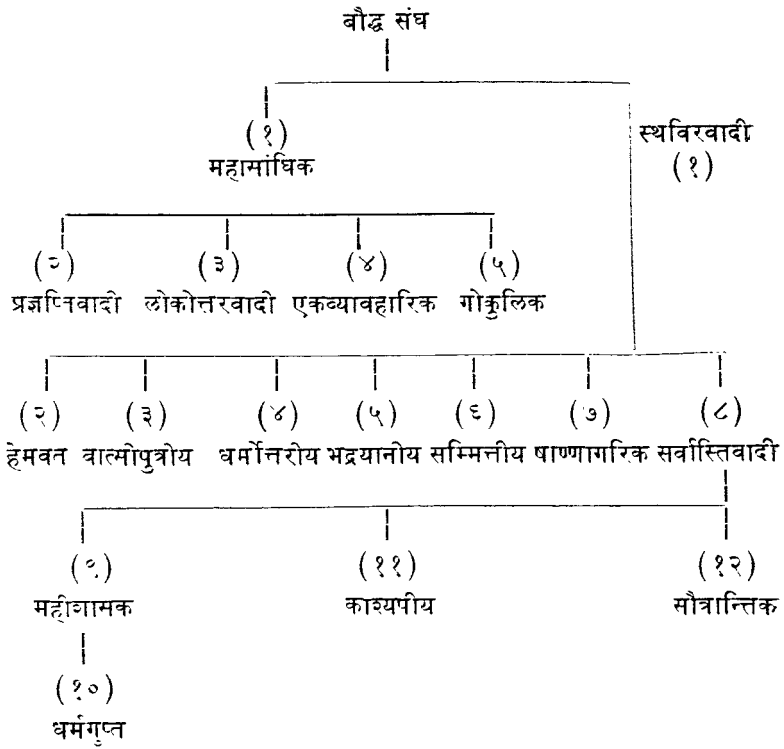 बौद्ध संघ
(१)
महासांघिक
स्थविरवादी
(१)
(२) (३) (४) (५)
प्रज्ञप्तिवादी लोकोत्तरवादी एकव्यावहारिक गोकुलिक
(२) (३) (४) (५) (६) (७) (८)
हेमवत वात्सीपुत्रीय धर्मोत्तरीय भद्रयानीय सम्मित्तीय षाण्णागरिक सर्वास्तिवादी
(९) (११) (१२)
महीशासक काश्यपीय सौत्रान्तिक
(१०)
धर्मगुप्त